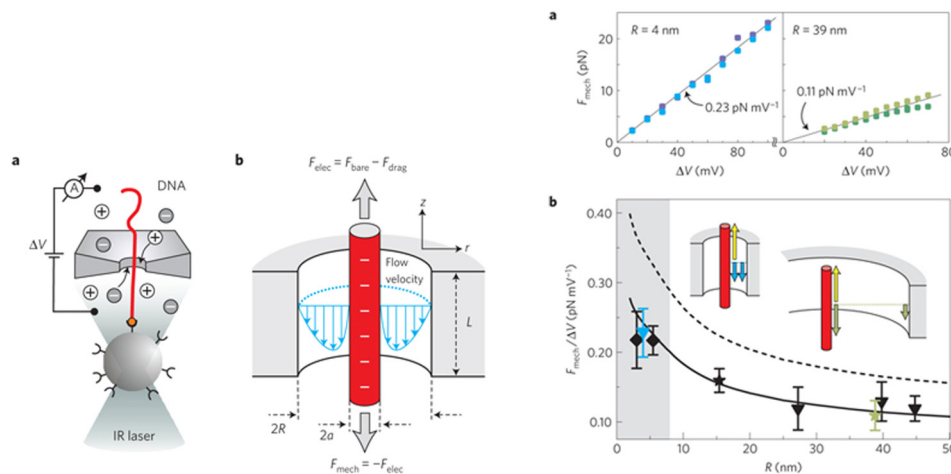 a
DNA
A
ΔV
IR laser
b
F_elec = F_bare − F_drag
z
r
Flow
velocity
L
2R
2a
F_mech = −F_elec
a
R = 4 nm
R = 39 nm
F_mech (pN)
20
10
0
0.23 pN mV⁻¹
0.11 pN mV⁻¹
0 40 80
0 40 80
ΔV (mV)
ΔV (mV)
b
F_mech/ΔV (pN mV⁻¹)
0.40
0.30
0.20
0.10
0 10 20 30 40 50
R (nm)